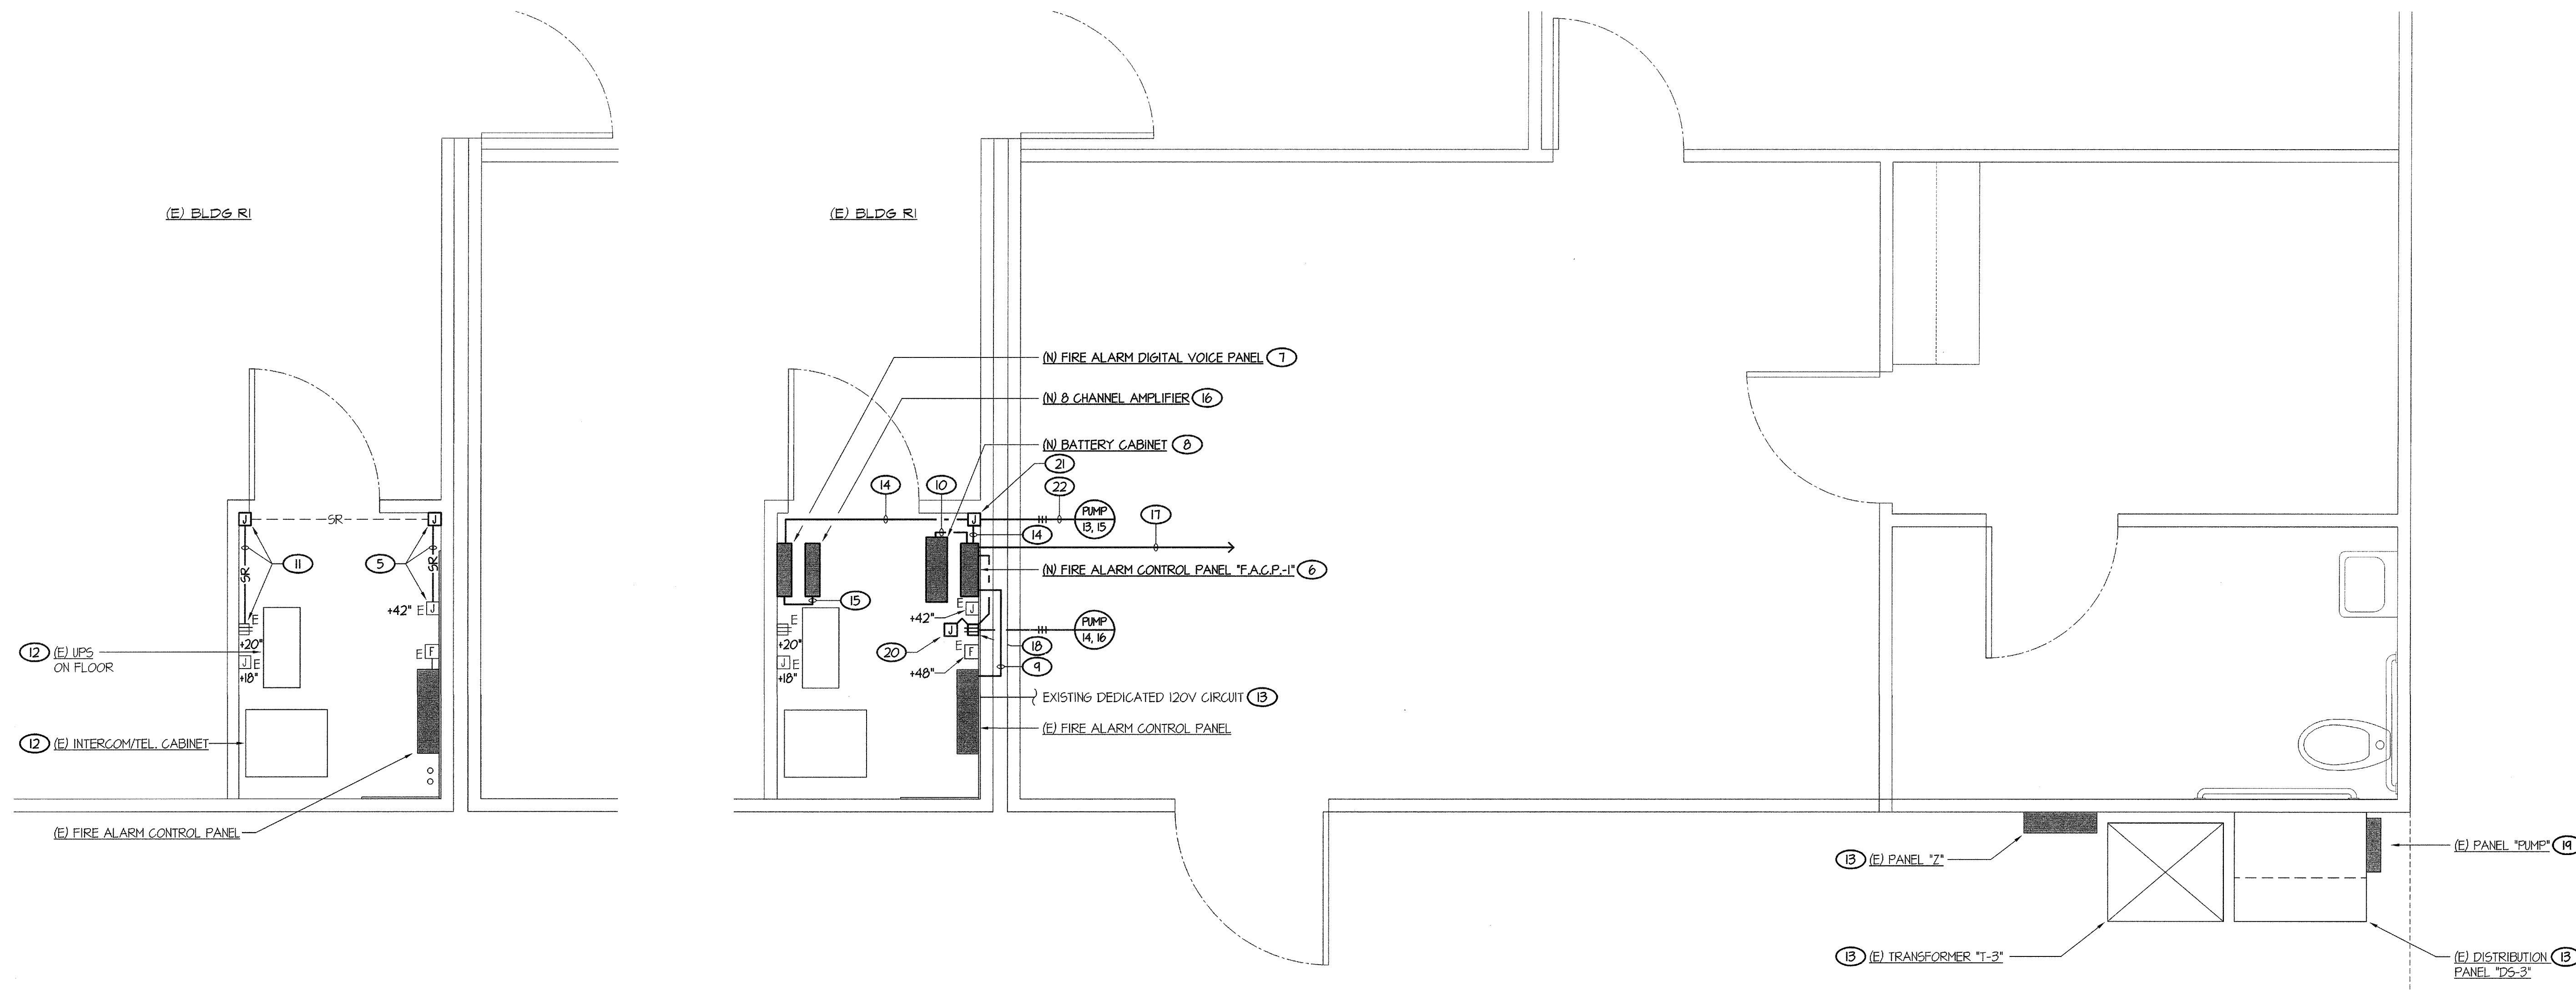 (E) BLDG R1
J
SR
J
SR
11
5
SR
+42" E J
E
+20"
J E
+18"
E F
12 (E) UPS
ON FLOOR
12 (E) INTERCOM/TEL. CABINET
(E) FIRE ALARM CONTROL PANEL
(E) BLDG R1
(N) FIRE ALARM DIGITAL VOICE PANEL 7
(N) 8 CHANNEL AMPLIFIER 16
(N) BATTERY CABINET 8
21
14
10
22
J
PUMP
13, 15
17
14
(N) FIRE ALARM CONTROL PANEL "F.A.C.P.-1" 6
15
E
J
+42"
E
+20"
J E
+18"
J
20
PUMP
14, 16
18
E
F
+48"
9
EXISTING DEDICATED 120V CIRCUIT 13
(E) FIRE ALARM CONTROL PANEL
13 (E) PANEL "Z"
(E) PANEL "PUMP" 19
13 (E) TRANSFORMER "T-3"
(E) DISTRIBUTION 13
PANEL "DS-3"